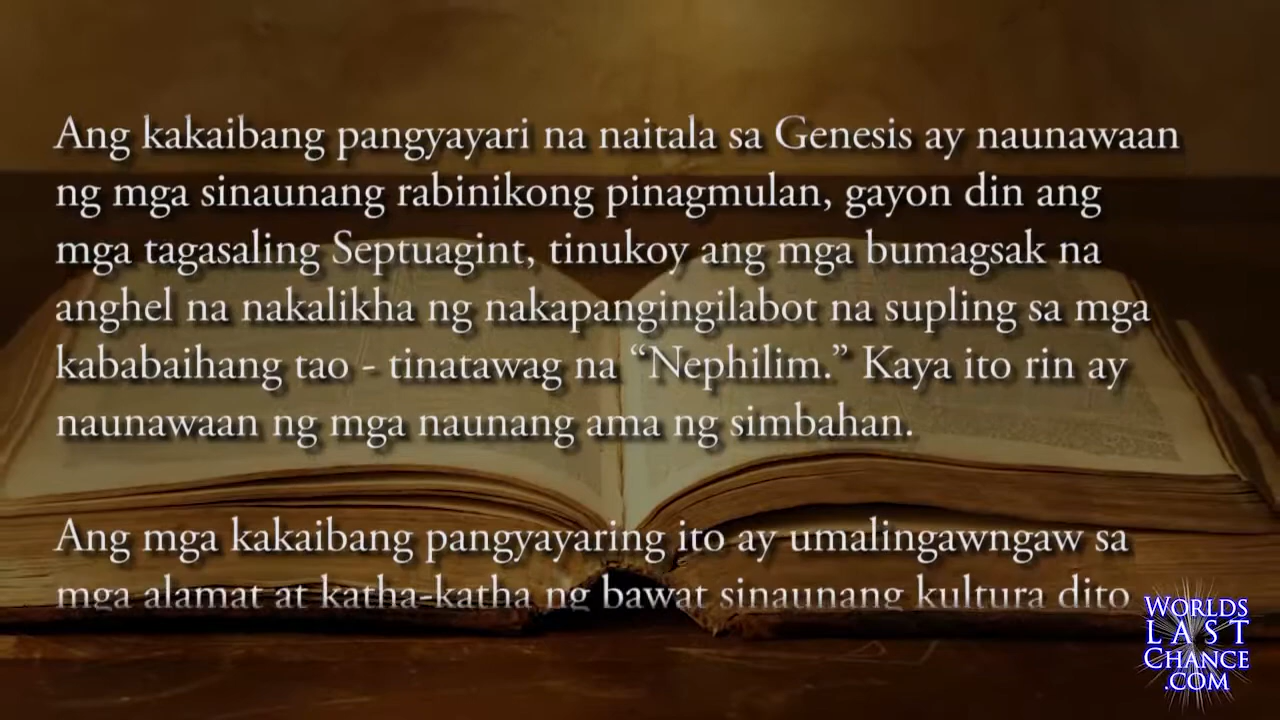 Ang kakaibang pangyayari na naitala sa Genesis ay naunawaan
ng mga sinaunang rabinikong pinagmulan, gayon din ang
mga tagasaling Septuagint, tinukoy ang mga bumagsak na
anghel na nakalikha ng nakapangingilabot na supling sa mga
kababaihang tao - tinatawag na “Nephilim.” Kaya ito rin ay
naunawaan ng mga naunang ama ng simbahan.
Ang mga kakaibang pangyayaring ito ay umalingawngaw sa
mga alamat at katha-katha ng bawat sinaunang kultura dito
WORLDS
LAST
CHANCE
.COM